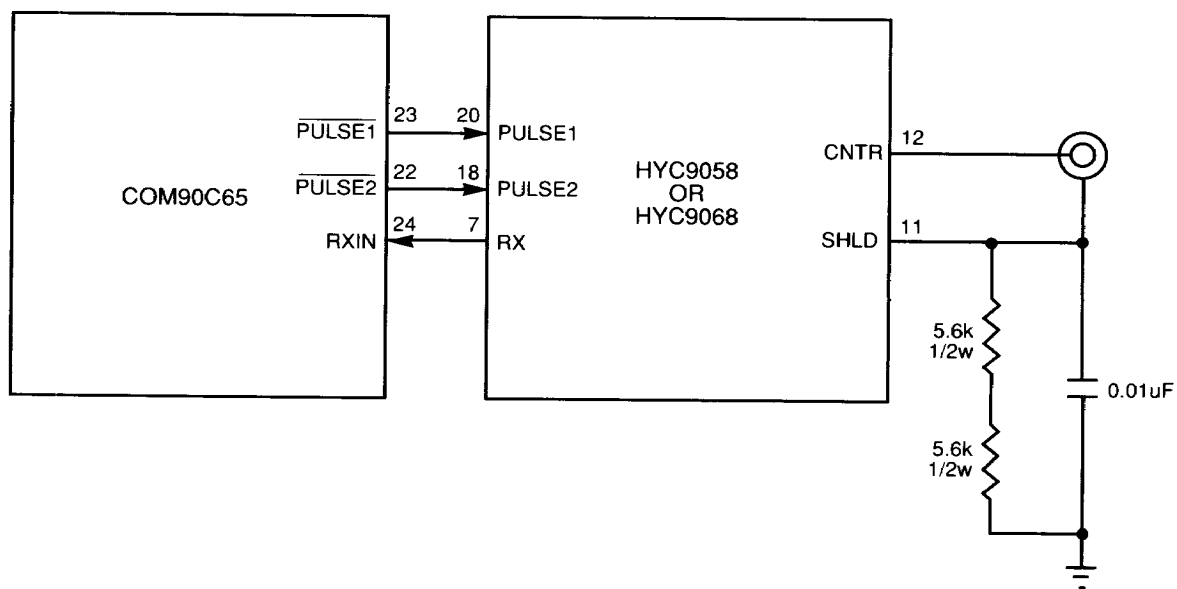 COM90C65
PULSE1 23
PULSE2 22
RXIN 24
20 PULSE1
18 PULSE2
7 RX
HYC9058
OR
HYC9068
CNTR 12
SHLD 11
5.6k
1/2w
5.6k
1/2w
0.01uF